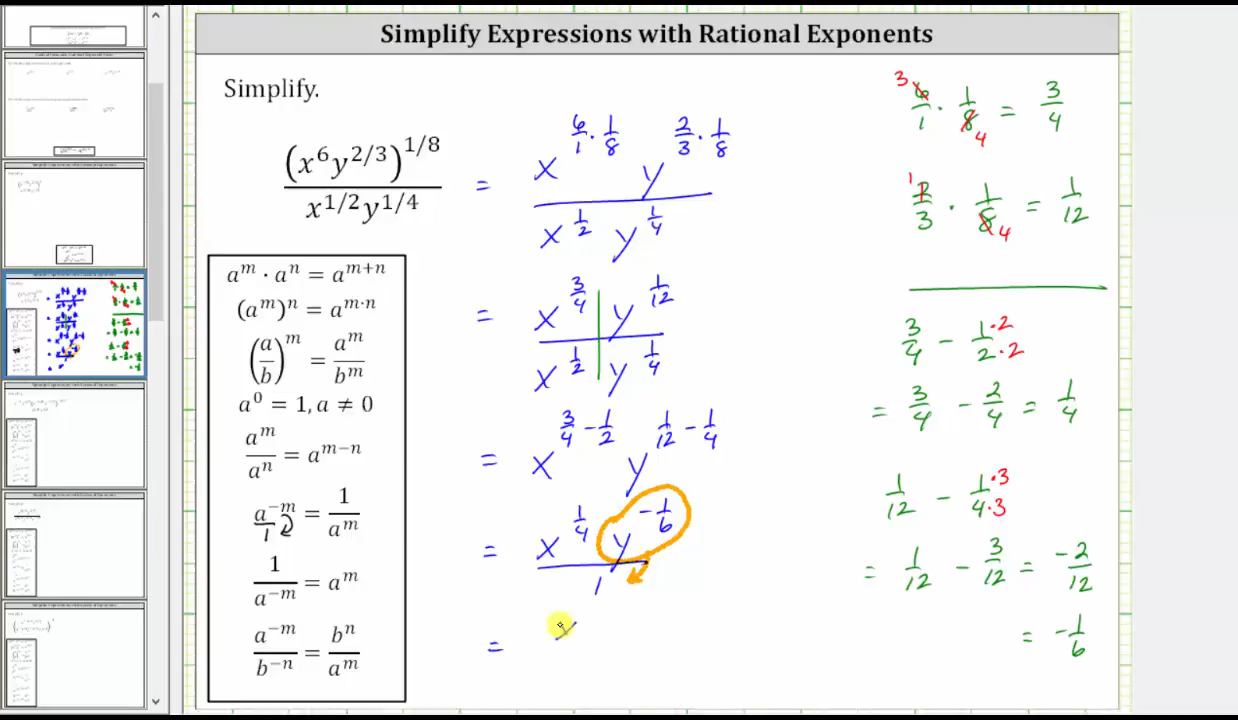 Simplify Expressions with Rational Exponents
Simplify.
(x^6 y^{2/3})^{1/8} / (x^{1/2} y^{1/4})
= x^{6/1 · 1/8} y^{2/3 · 1/8} / (x^{1/2} y^{1/4})
= x^{3/4} y^{1/12} / (x^{1/2} y^{1/4})
= x^{3/4 - 1/2} y^{1/12 - 1/4}
= x^{1/4} y^{-1/6} / 1
=
a^m · a^n = a^{m+n}
(a^m)^n = a^{m·n}
(a/b)^m = a^m / b^m
a^0 = 1, a ≠ 0
a^m / a^n = a^{m−n}
a^{−m} / 1 = 1 / a^m
1 / a^{−m} = a^m
a^{−m} / b^{−n} = b^n / a^m
3 6/1 · 1/8 4 = 3/4
1 2/3 · 1/8 4 = 1/12
3/4 - 1/2 ·2 ·2
= 3/4 - 2/4 = 1/4
1/12 - 1/4 ·3 ·3
= 1/12 - 3/12 = -2/12
= -1/6